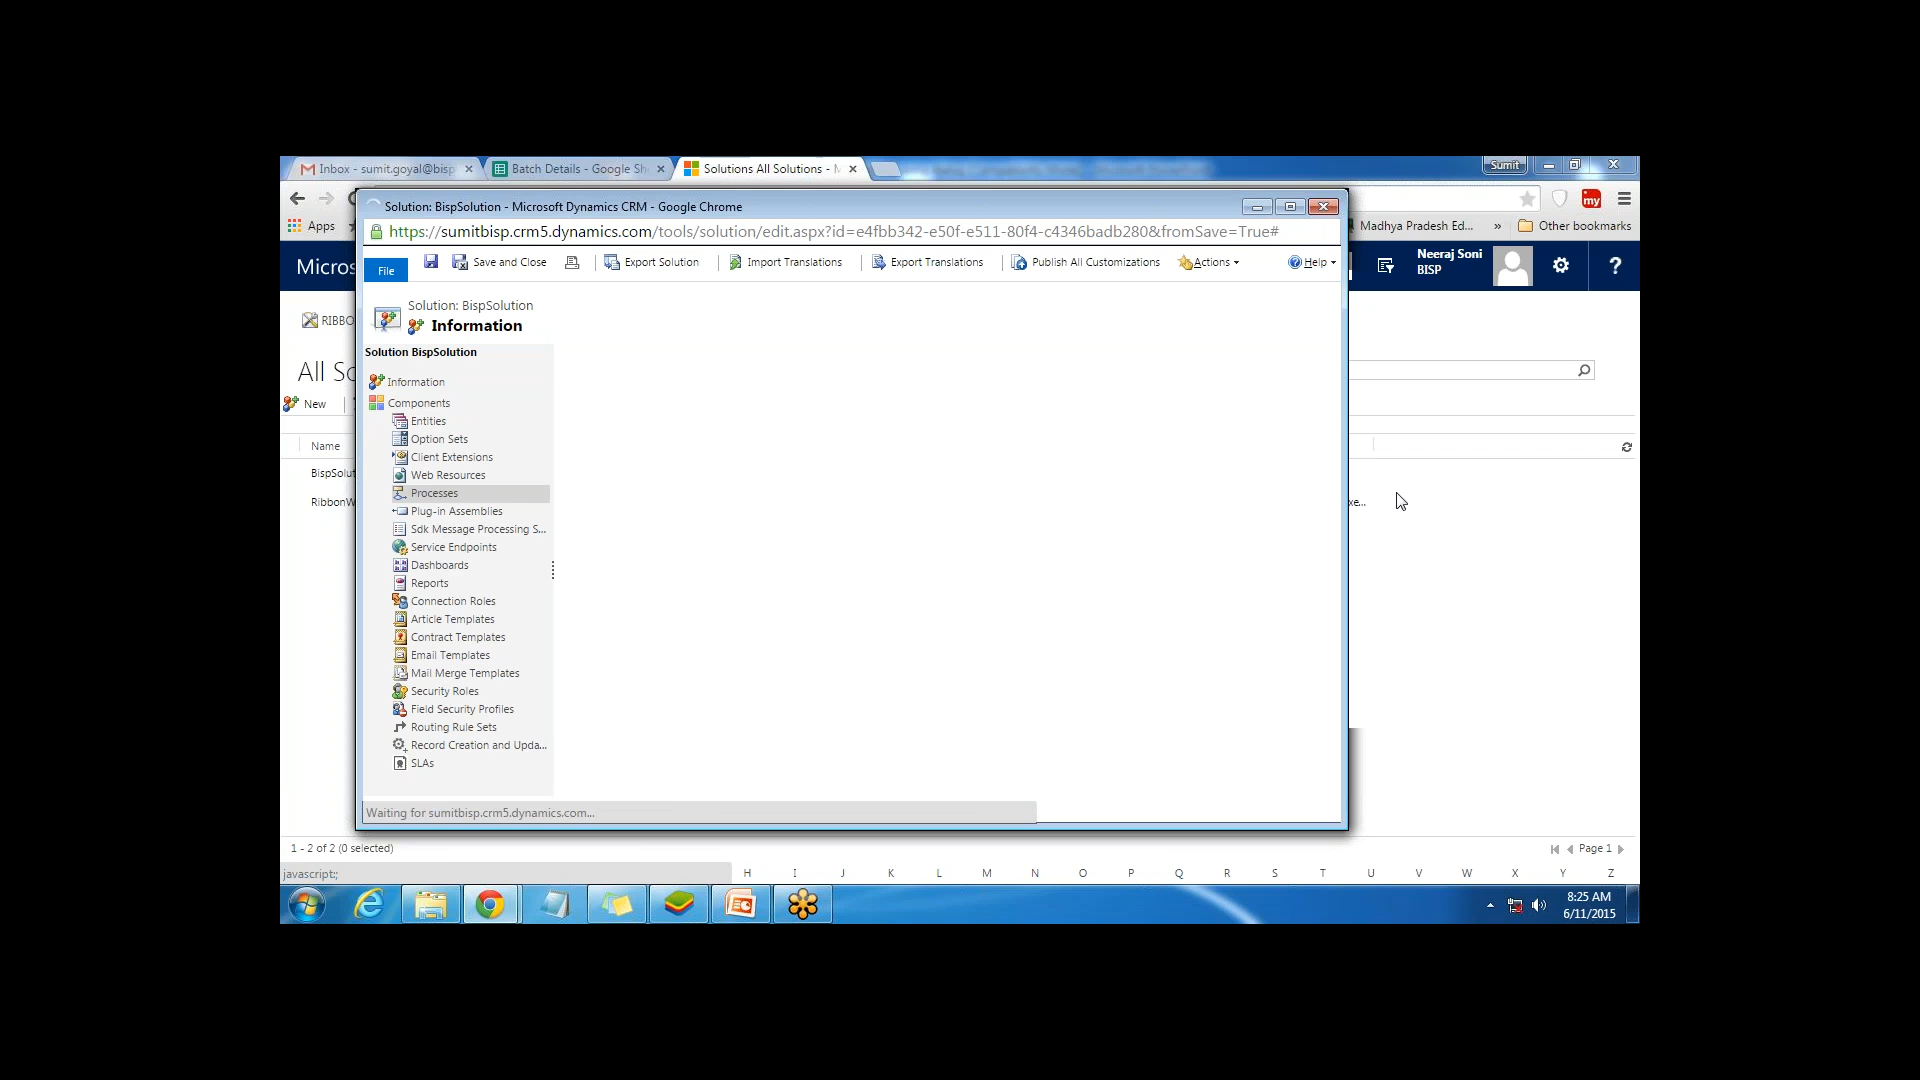 Inbox - sumit.goyal@bisp
Batch Details - Google Sh
Solutions All Solutions - M
Sumit
Solution: BispSolution - Microsoft Dynamics CRM - Google Chrome
my
Apps
https://sumitbisp.crm5.dynamics.com/tools/solution/edit.aspx?id=e4fbb342-e50f-e511-80f4-c4346badb280&fromSave=True#
Madhya Pradesh Ed...
»
Other bookmarks
Micros
File
Save and Close
Export Solution
Import Translations
Export Translations
Publish All Customizations
Actions
Help
Neeraj Soni
BISP
?
RIBBO
Solution: BispSolution
Information
Solution BispSolution
All So
New
Information
Components
Entities
Option Sets
Client Extensions
Web Resources
Processes
Plug-in Assemblies
Sdk Message Processing S...
Service Endpoints
Dashboards
Reports
Connection Roles
Article Templates
Contract Templates
Email Templates
Mail Merge Templates
Security Roles
Field Security Profiles
Routing Rule Sets
Record Creation and Upda...
SLAs
Name
BispSolut
RibbonW
xe...
Waiting for sumitbisp.crm5.dynamics.com...
1 - 2 of 2 (0 selected)
Page 1
javascript:;
H I J K L M N O P Q R S T U V W X Y Z
8:25 AM
6/11/2015